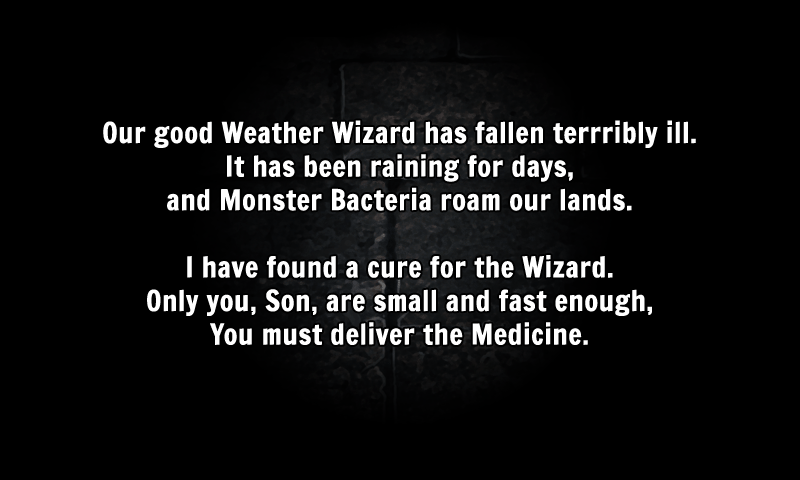 Our good Weather Wizard has fallen terrribly ill.
It has been raining for days,
and Monster Bacteria roam our lands.
I have found a cure for the Wizard.
Only you, Son, are small and fast enough,
You must deliver the Medicine.